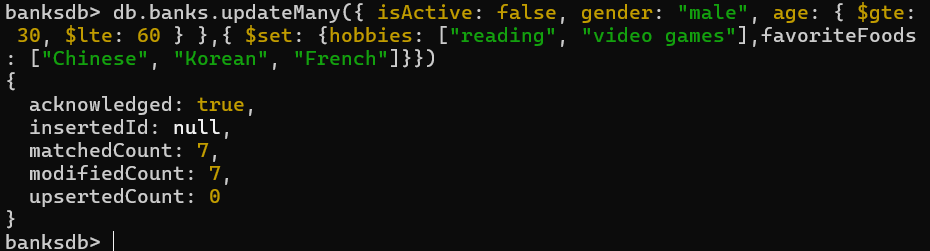 banksdb> db.banks.updateMany({ isActive: false, gender: "male", age: { $gte:
 30, $lte: 60 } },{ $set: {hobbies: ["reading", "video games"],favoriteFoods
: ["Chinese", "Korean", "French"]}})
{
  acknowledged: true,
  insertedId: null,
  matchedCount: 7,
  modifiedCount: 7,
  upsertedCount: 0
}
banksdb>